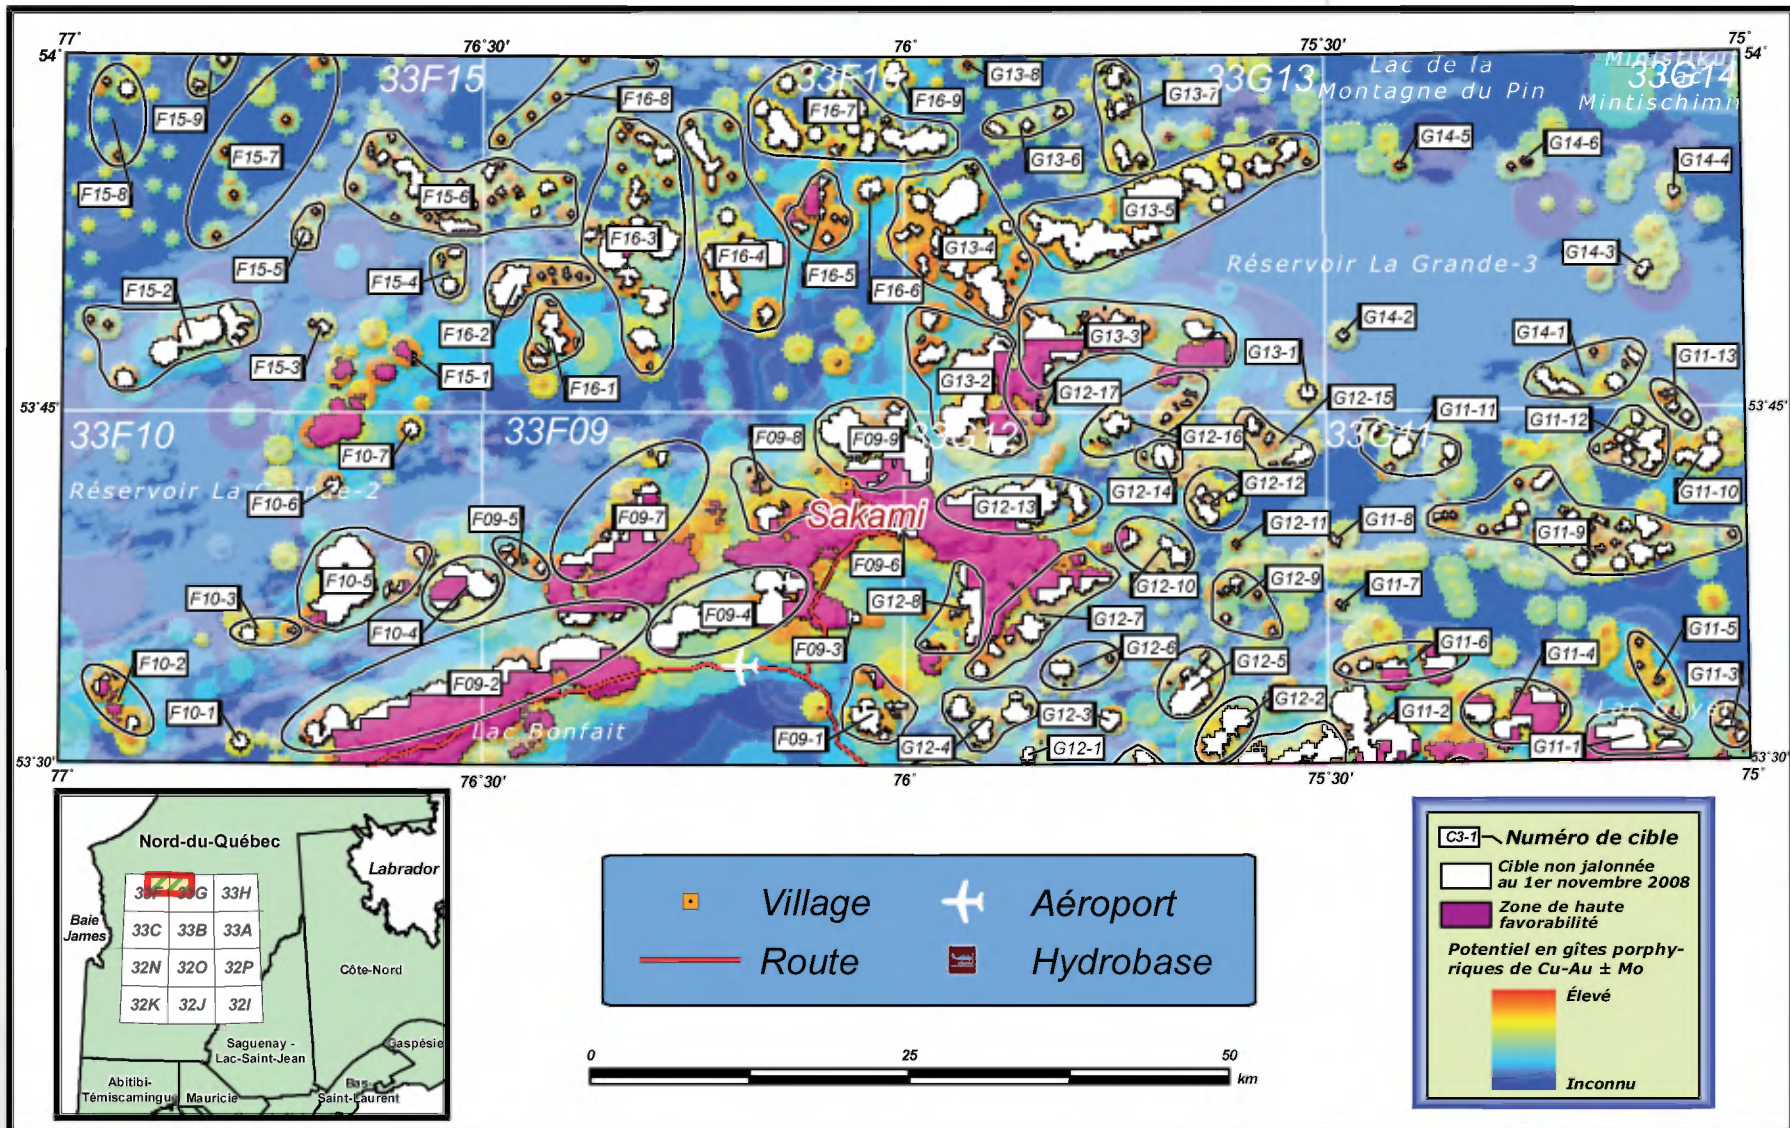 77°
76°30'
76°
75°30'
75°
54°
54°
33F15
33F16
33G13
33G14
Lac de la
Montagne du Pin
Lac
Mintischimi
F15-9
F16-8
F16-7
F16-9
G13-8
G13-7
F15-7
G13-6
G14-5
G14-6
G14-4
F15-8
F15-6
G13-5
F16-3
F16-4
G13-4
G14-3
F15-5
F15-4
F16-5
F16-6
Réservoir La Grande-3
F15-2
F16-2
G14-2
G13-3
G14-1
G13-1
G11-13
F15-3
F15-1
F16-1
G13-2
G12-17
G12-15
G11-11
G11-12
53°45'
53°45'
33F10
33F09
33G12
33G11
F10-7
F09-8
F09-9
G12-16
Réservoir La Grande-2
F10-6
F09-5
F09-7
Sakami
G12-13
G12-14
G12-12
G11-10
G12-11
G11-8
G11-9
F10-5
F09-6
G12-10
G12-9
G11-7
F10-3
F10-4
F09-4
G12-8
G12-7
F09-3
G12-6
G11-6
G11-5
F10-2
F09-2
G12-5
G11-4
G11-3
F10-1
Lac Bonfait
F09-1
G12-4
G12-3
G12-2
G11-2
G12-1
G11-1
53°30'
53°30'
77°
76°30'
76°
75°30'
75°
Nord-du-Québec
Labrador
33F
33G
33H
Baie
James
33C
33B
33A
32N
32O
32P
32K
32J
32I
Côte-Nord
Saguenay -
Lac-Saint-Jean
Gaspésie
Abitibi-
Témiscamingue
Mauricie
Bas-
Saint-Laurent
Village
Aéroport
Route
Hydrobase
0
25
50
km
C3-1
Numéro de cible
Cible non jalonnée
au 1er novembre 2008
Zone de haute
favorabilité
Potentiel en gîtes porphy-
riques de Cu-Au ± Mo
Élevé
Inconnu